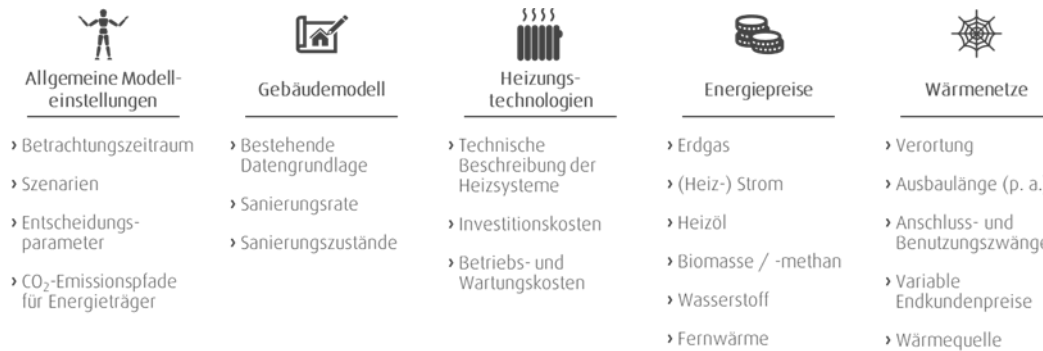 Allgemeine Modell-
einstellungen
› Betrachtungszeitraum
› Szenarien
› Entscheidungs-
parameter
› CO₂-Emissionspfade
für Energieträger
Gebäudemodell
› Bestehende
Datengrundlage
› Sanierungsrate
› Sanierungszustände
Heizungs-
technologien
› Technische
Beschreibung der
Heizsysteme
› Investitionskosten
› Betriebs- und
Wartungskosten
Energiepreise
› Erdgas
› (Heiz-) Strom
› Heizöl
› Biomasse / -methan
› Wasserstoff
› Fernwärme
Wärmenetze
› Verortung
› Ausbaulänge (p. a.
› Anschluss- und
Benutzungszwänge
› Variable
Endkundenpreise
› Wärmequelle